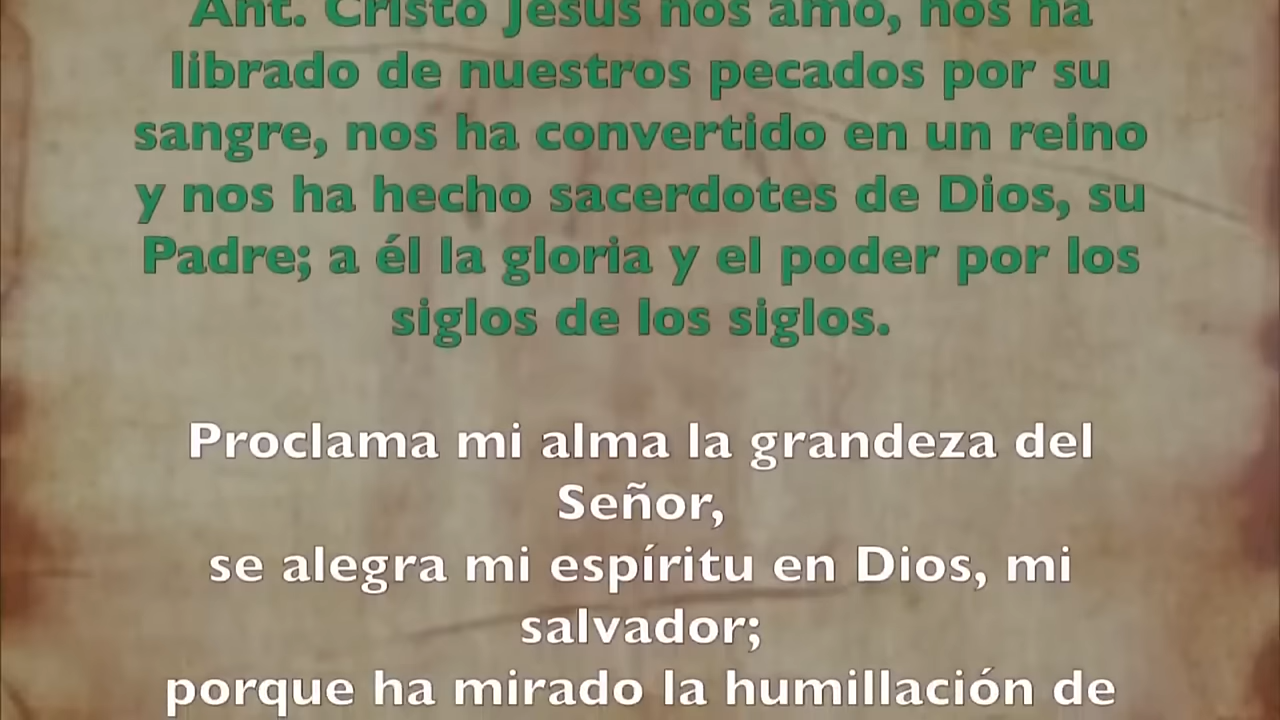 Ant. Cristo Jesús nos amó, nos ha
librado de nuestros pecados por su
sangre, nos ha convertido en un reino
y nos ha hecho sacerdotes de Dios, su
Padre; a él la gloria y el poder por los
siglos de los siglos.
Proclama mi alma la grandeza del
Señor,
se alegra mi espíritu en Dios, mi
salvador;
porque ha mirado la humillación de